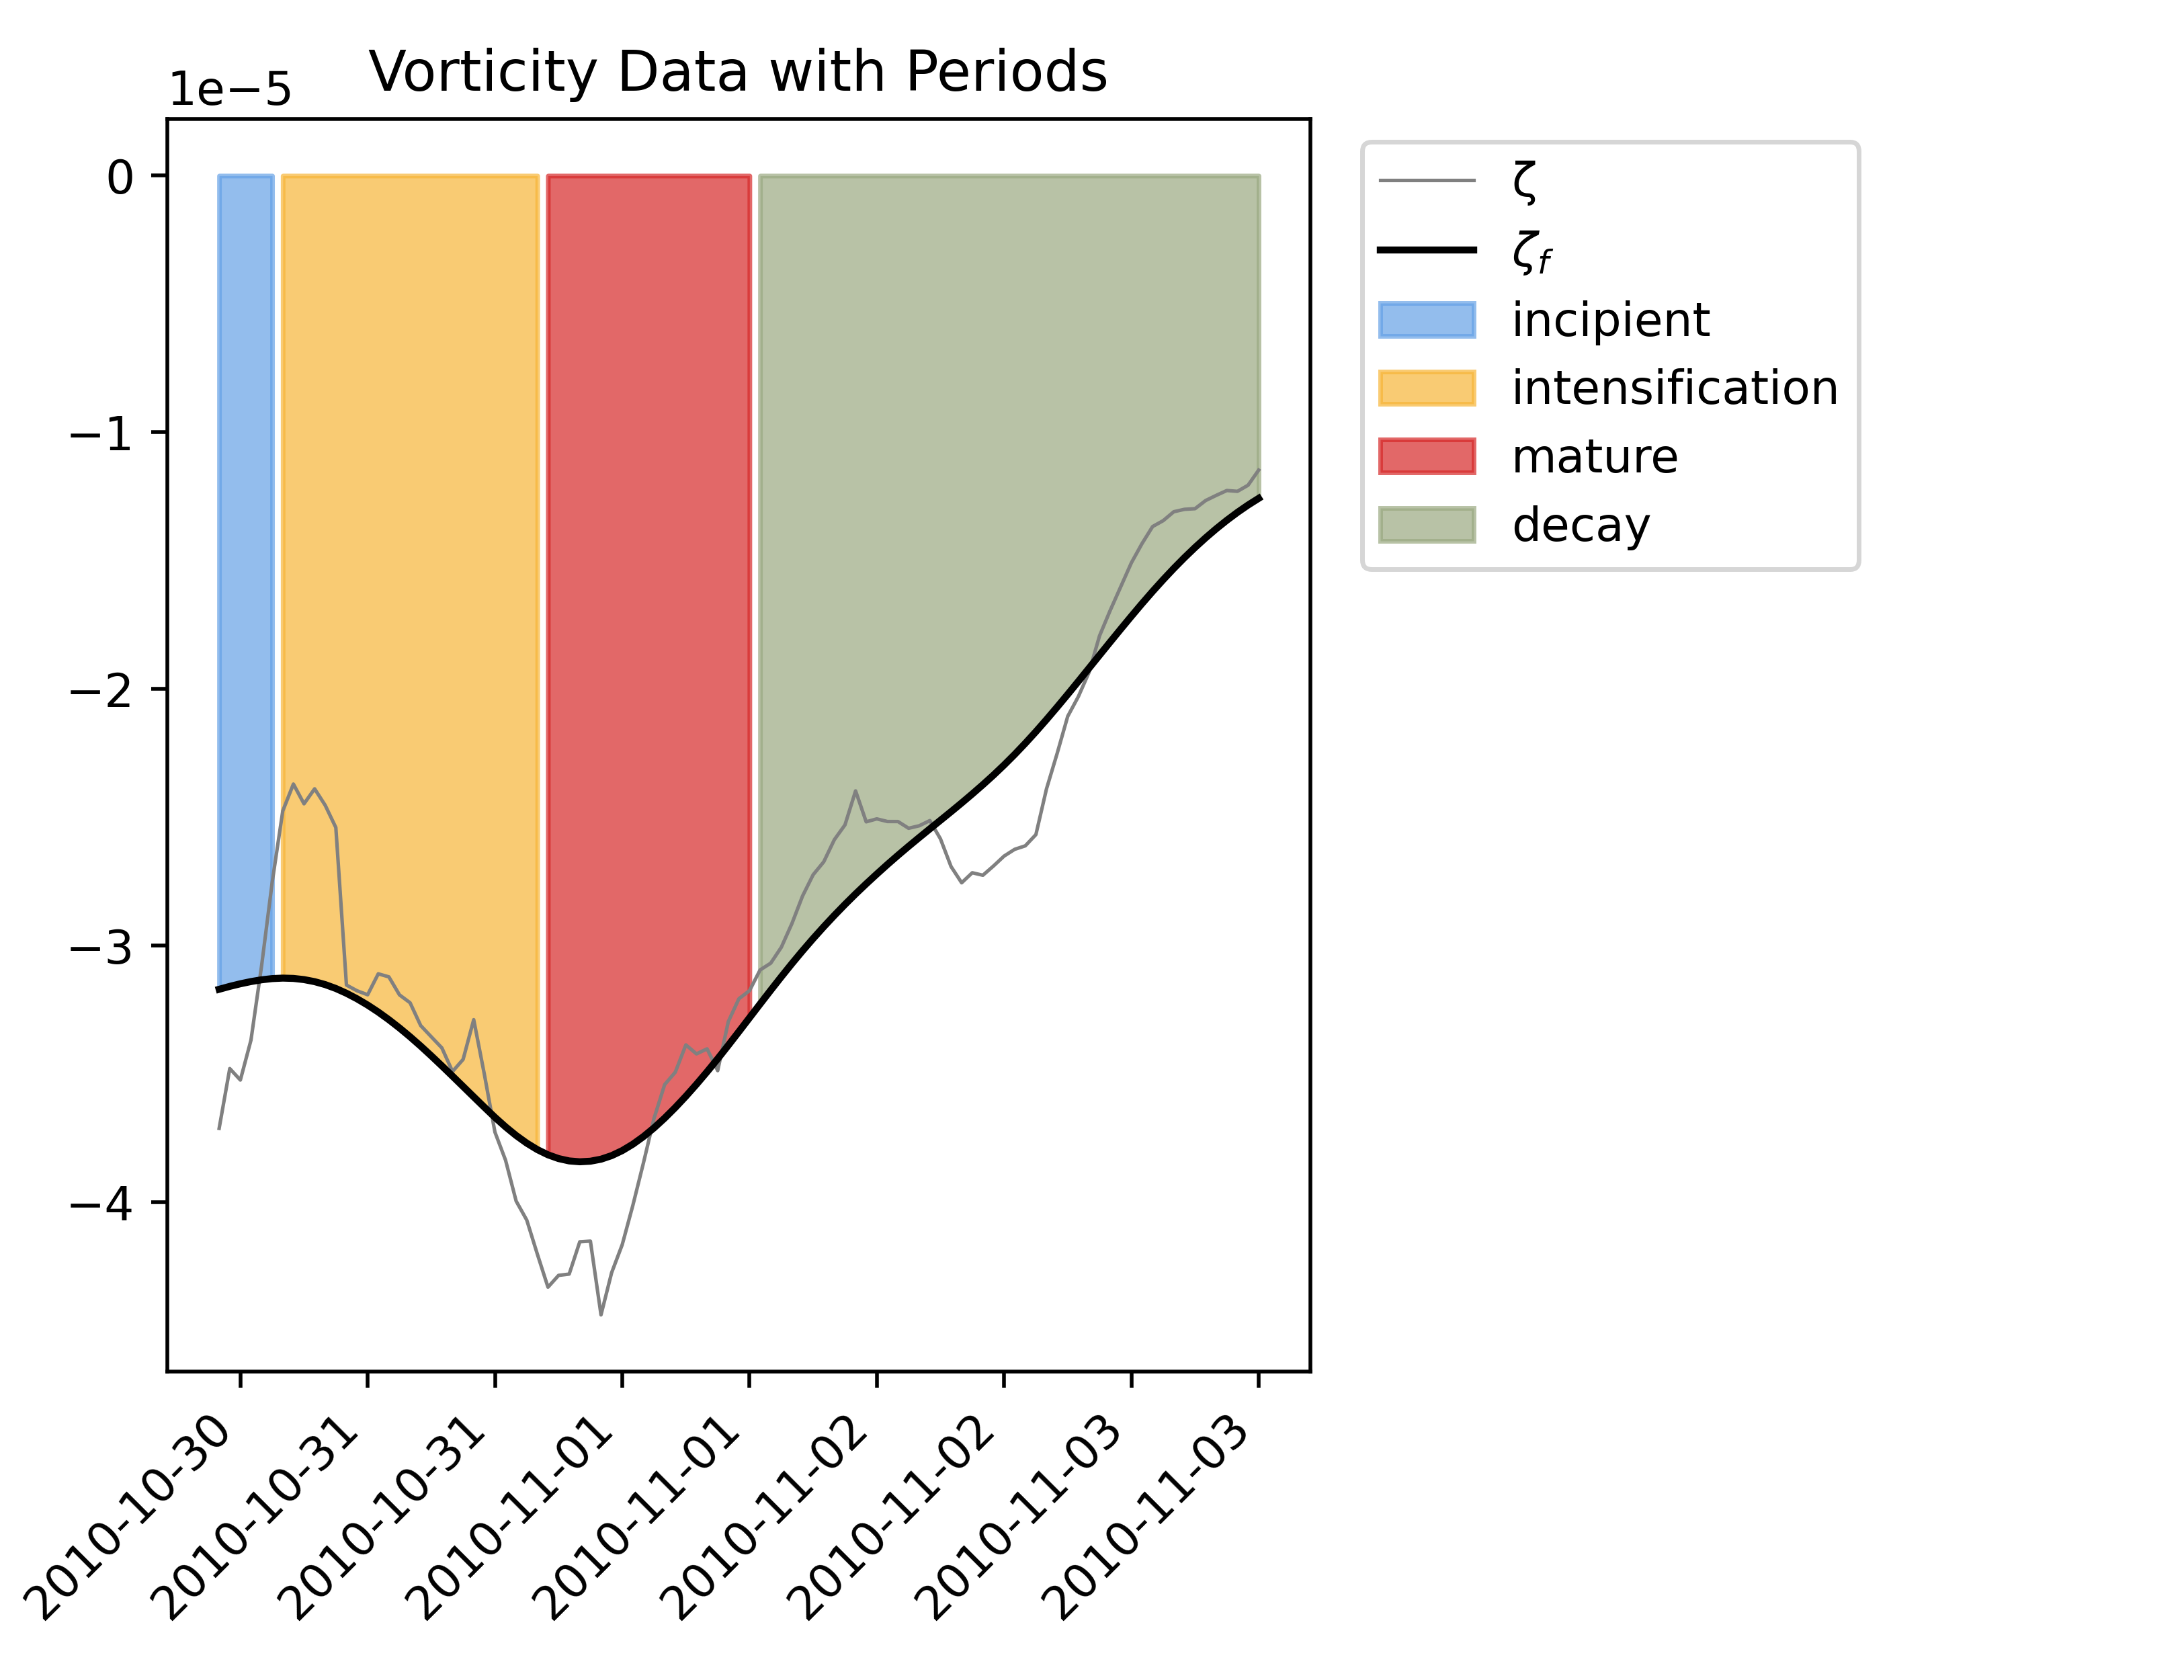 Vorticity Data with Periods
1e−5
0
−1
−2
−3
−4
2010-10-30
2010-10-31
2010-10-31
2010-11-01
2010-11-01
2010-11-02
2010-11-02
2010-11-03
2010-11-03
ζ
ζf
incipient
intensification
mature
decay